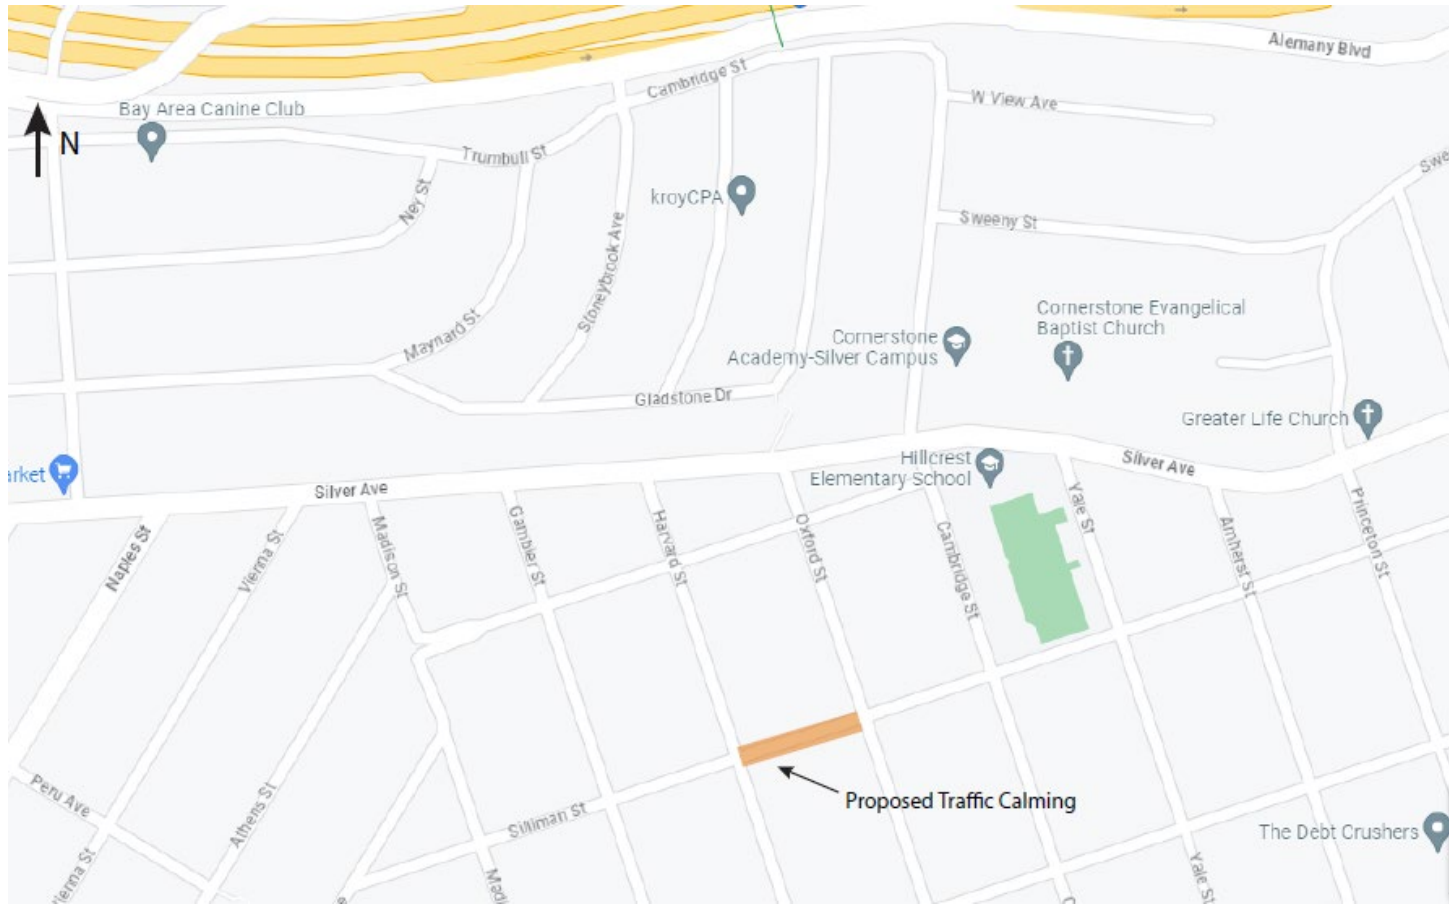 Alemany Blvd
Cambridge St
W View Ave
Bay Area Canine Club
N
Trumbull St
Ney St
kroyCPA
Sweeny St
Stoneybrook Ave
Maynard St
Cornerstone Evangelical
Baptist Church
Cornerstone
Academy-Silver Campus
Gladstone Dr
Greater Life Church
Silver Ave
Hillcrest
Elementary School
Silver Ave
Naples St
Vienna St
Madison St
Gambier St
Harvard St
Oxford St
Cambridge St
Yale St
Amherst St
Princeton St
Proposed Traffic Calming
Peru Ave
Athens St
Silliman St
The Debt Crushers
Yale St